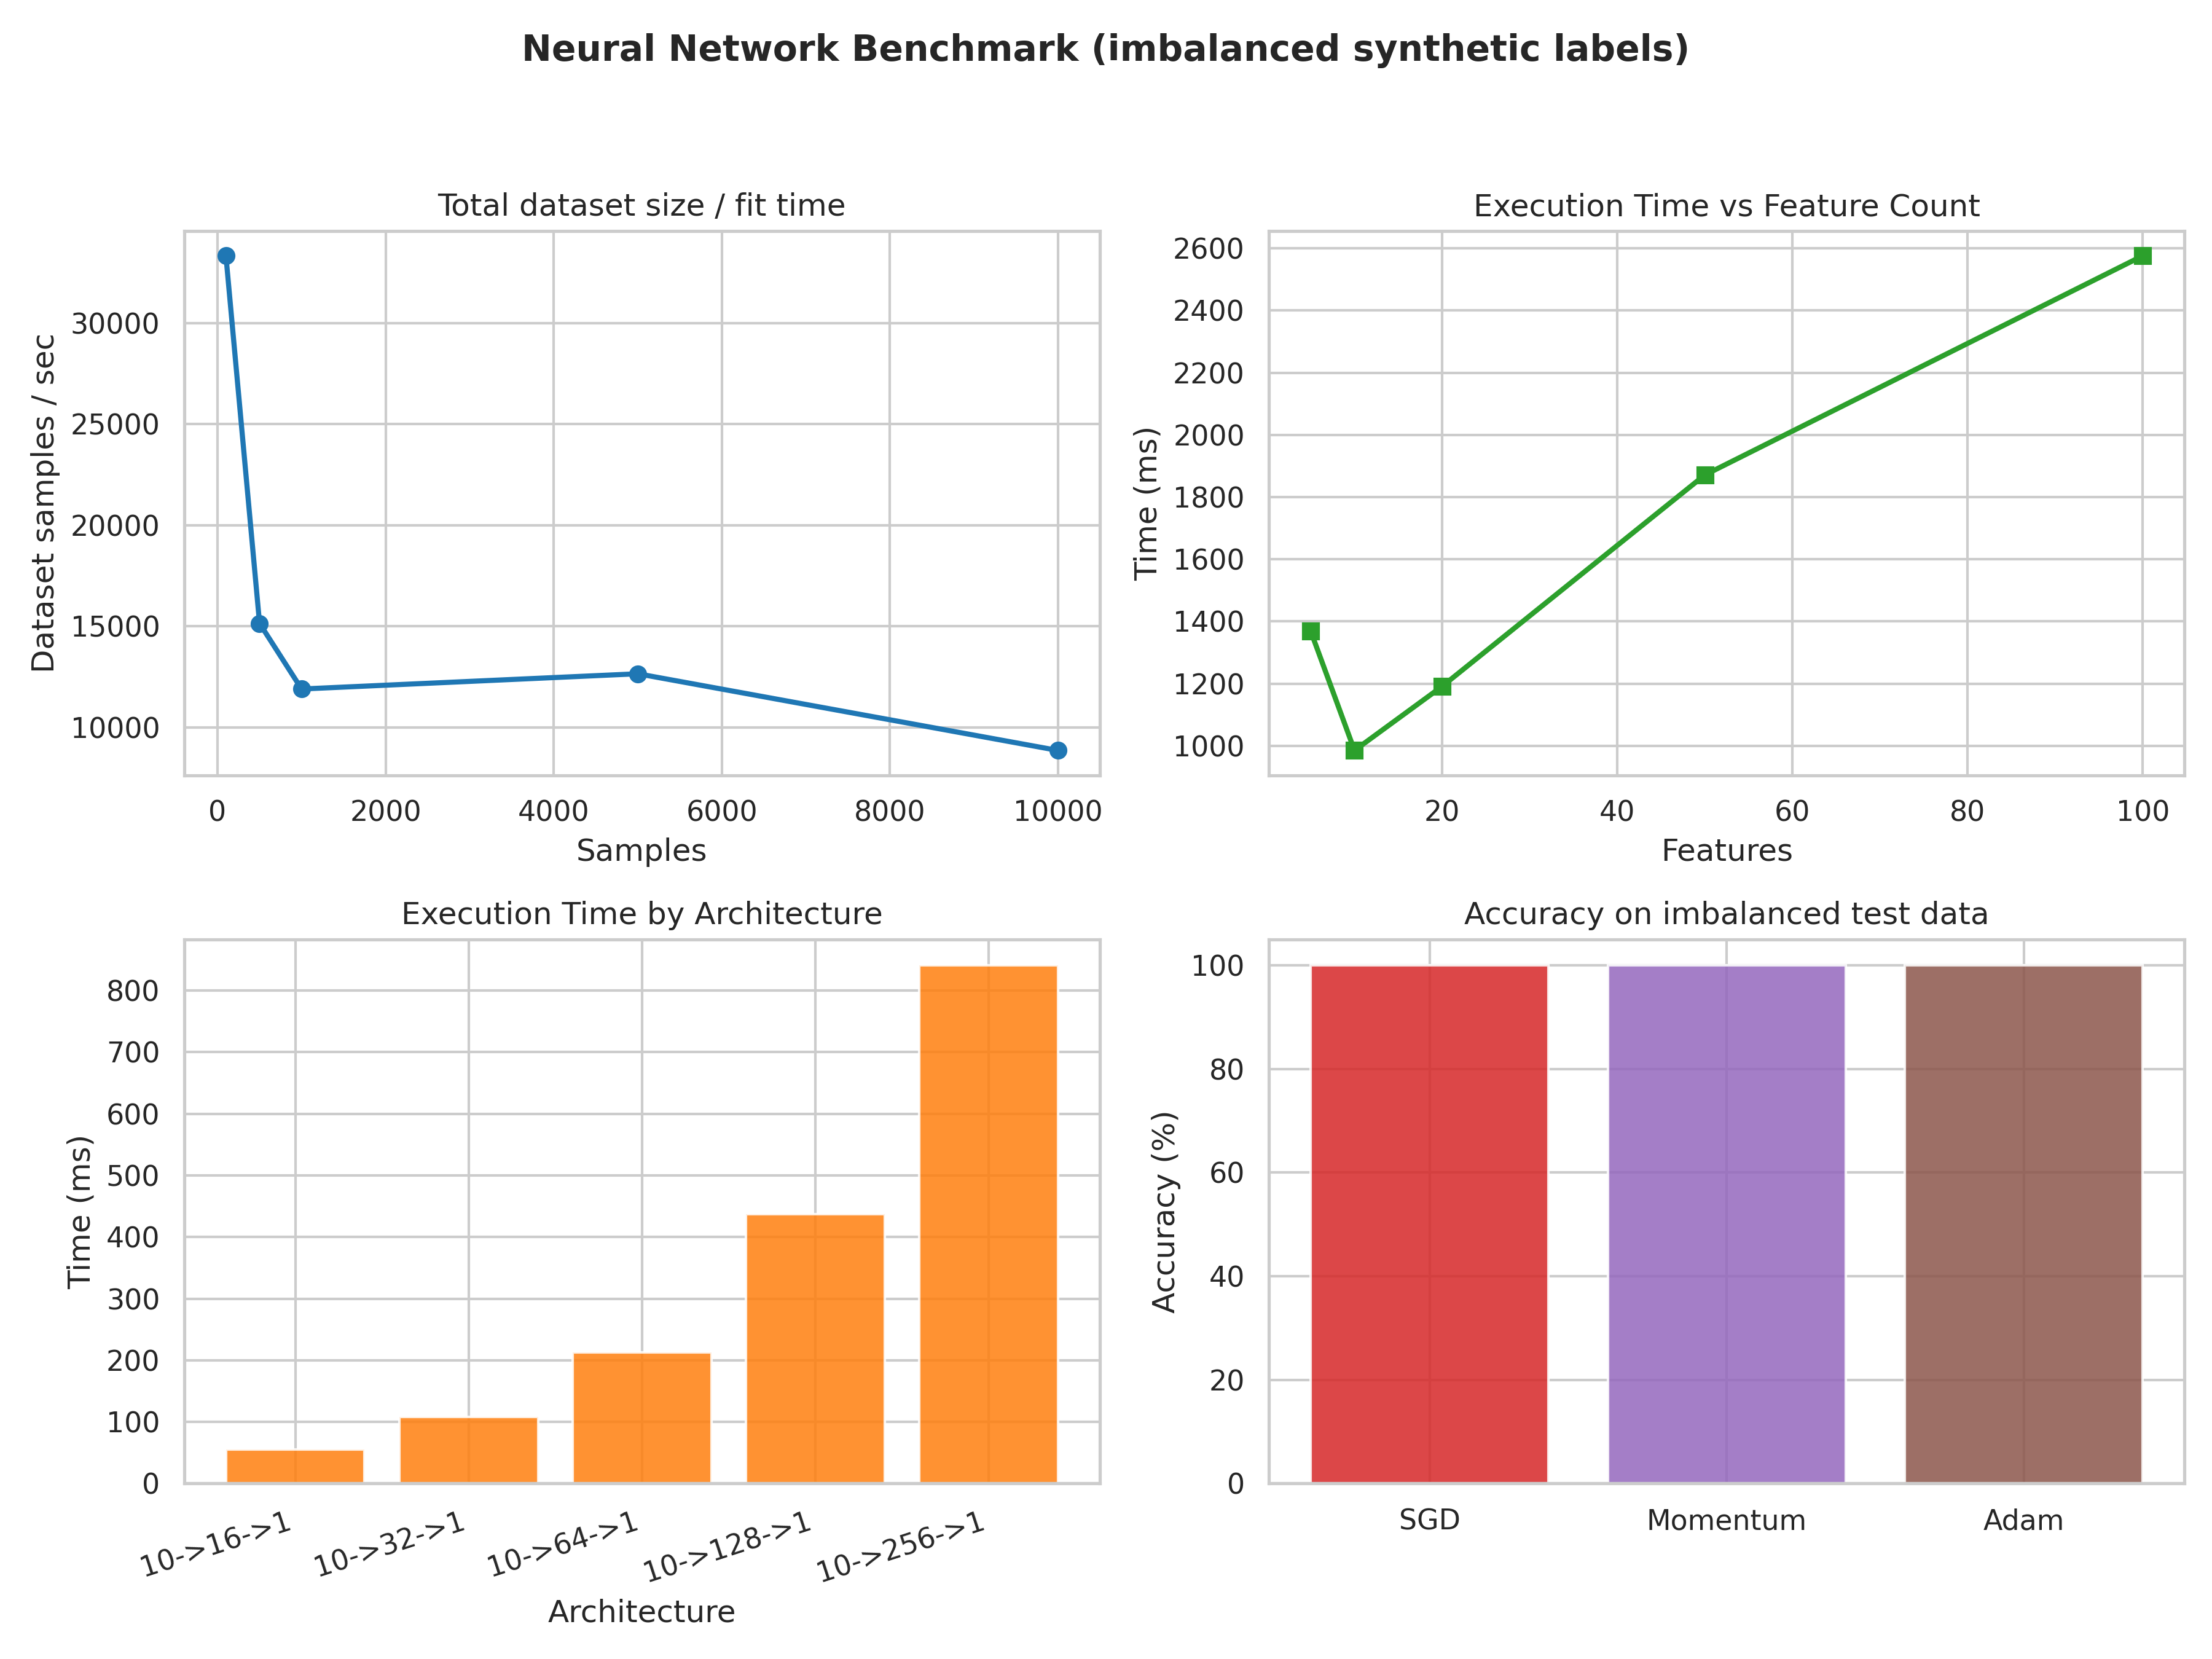 Neural Network Benchmark (imbalanced synthetic labels)
Total dataset size / fit time
Dataset samples / sec
30000
25000
20000
15000
10000
0 2000 4000 6000 8000 10000
Samples
Execution Time vs Feature Count
Time (ms)
2600
2400
2200
2000
1800
1600
1400
1200
1000
20 40 60 80 100
Features
Execution Time by Architecture
Time (ms)
800
700
600
500
400
300
200
100
0
10->16->1
10->32->1
10->64->1
10->128->1
10->256->1
Architecture
Accuracy on imbalanced test data
Accuracy (%)
100
80
60
40
20
0
SGD Momentum Adam